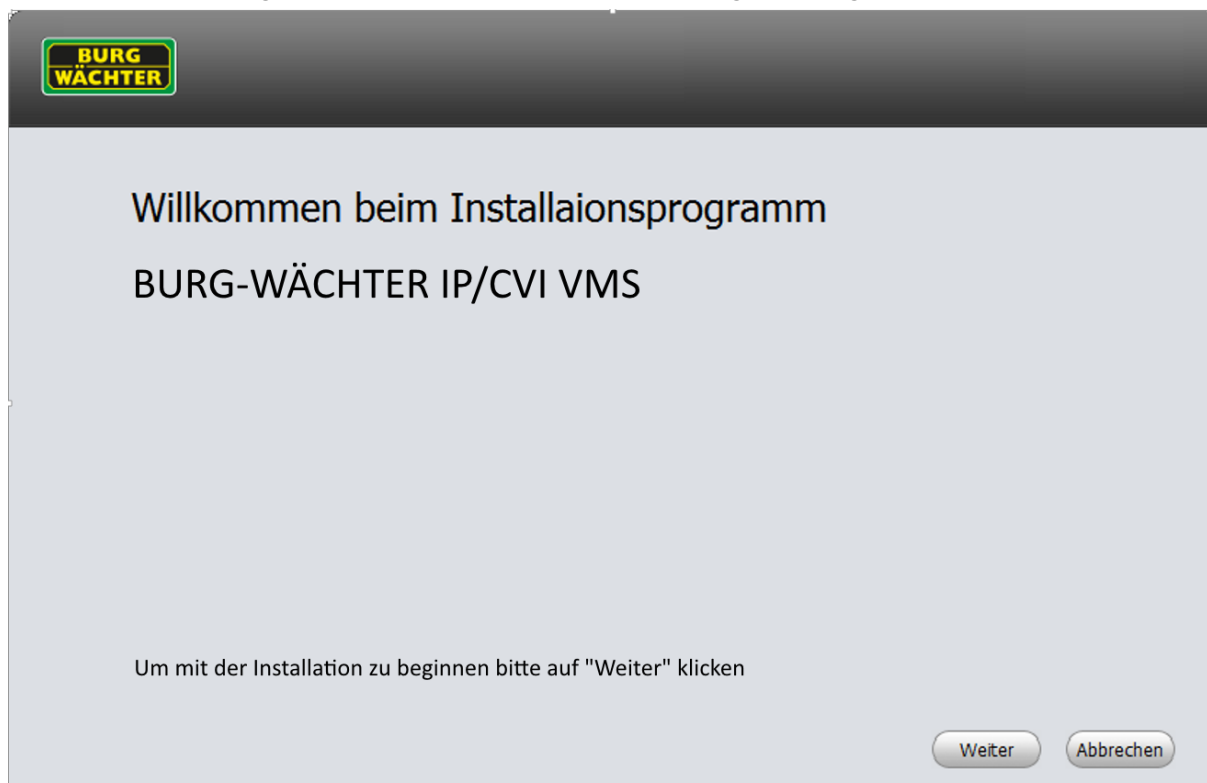 BURG
WÄCHTER
Willkommen beim Installaionsprogramm
BURG-WÄCHTER IP/CVI VMS
Um mit der Installation zu beginnen bitte auf "Weiter" klicken
Weiter
Abbrechen